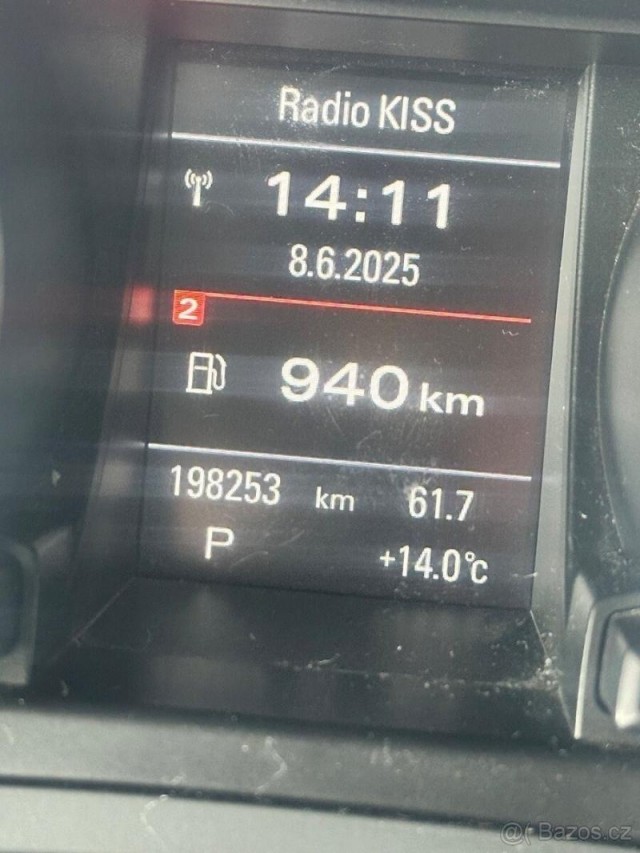 Radio KISS
14:11
8.6.2025
2
940 km
198253 km 61.7
P +14.0°C
@( Bazos.cz